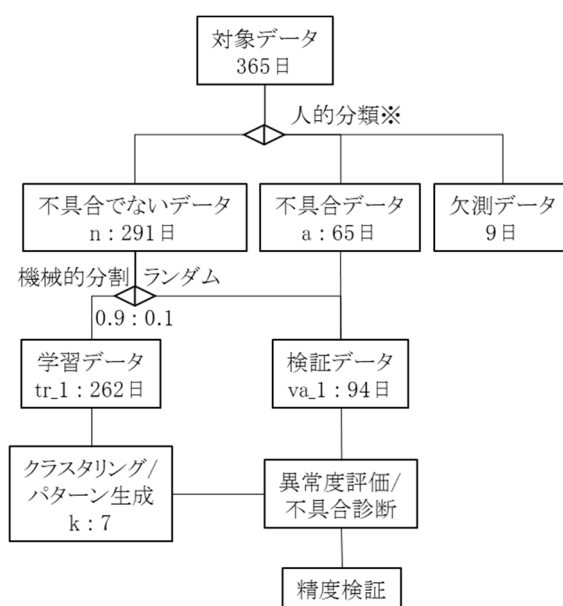 対象データ
365日
人的分類※
不具合でないデータ
n：291日
不具合データ
a：65日
欠測データ
9日
機械的分割 ランダム
0.9：0.1
学習データ
tr_1：262日
検証データ
va_1：94日
クラスタリング/
パターン生成
k：7
異常度評価/
不具合診断
精度検証